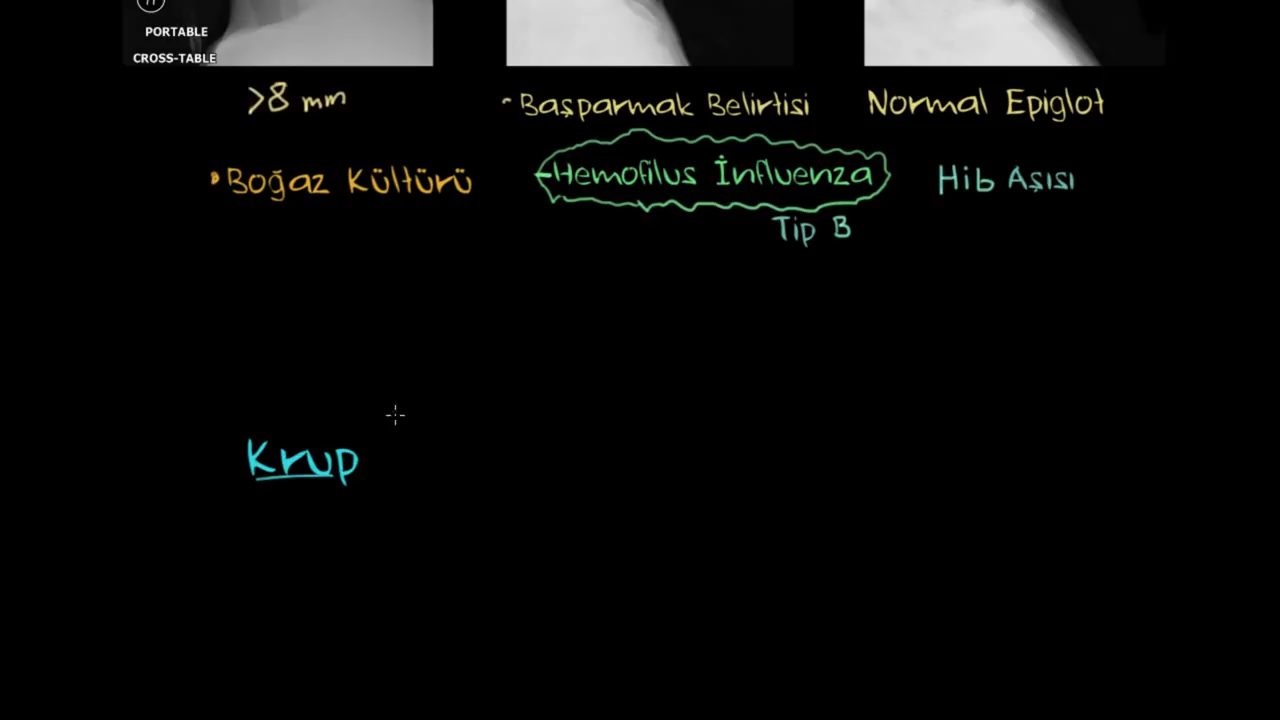 PORTABLE
CROSS-TABLE
>8 mm
- Başparmak Belirtisi
Normal Epiglot
• Boğaz Kültürü
-Hemofilus İnfluenza
Tip B
Hib Aşısı
Krup